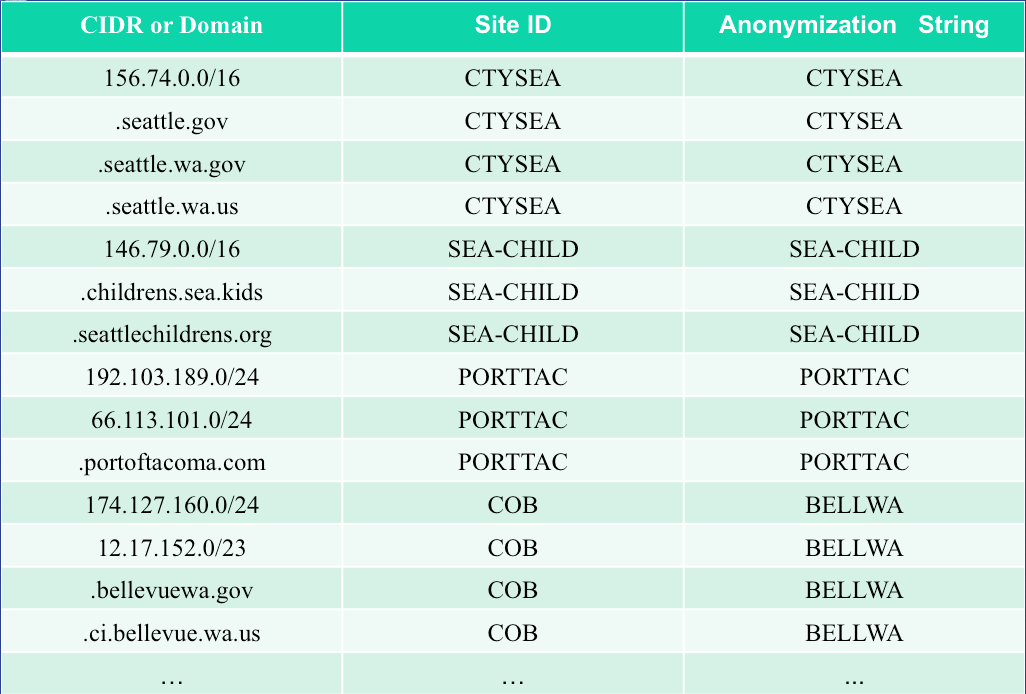 CIDR or Domain Site ID Anonymization String
156.74.0.0/16 CTYSEA CTYSEA
.seattle.gov CTYSEA CTYSEA
.seattle.wa.gov CTYSEA CTYSEA
.seattle.wa.us CTYSEA CTYSEA
146.79.0.0/16 SEA-CHILD SEA-CHILD
.childrens.sea.kids SEA-CHILD SEA-CHILD
.seattlechildrens.org SEA-CHILD SEA-CHILD
192.103.189.0/24 PORTTAC PORTTAC
66.113.101.0/24 PORTTAC PORTTAC
.portoftacoma.com PORTTAC PORTTAC
174.127.160.0/24 COB BELLWA
12.17.152.0/23 COB BELLWA
.bellevuewa.gov COB BELLWA
.ci.bellevue.wa.us COB BELLWA
… … ...